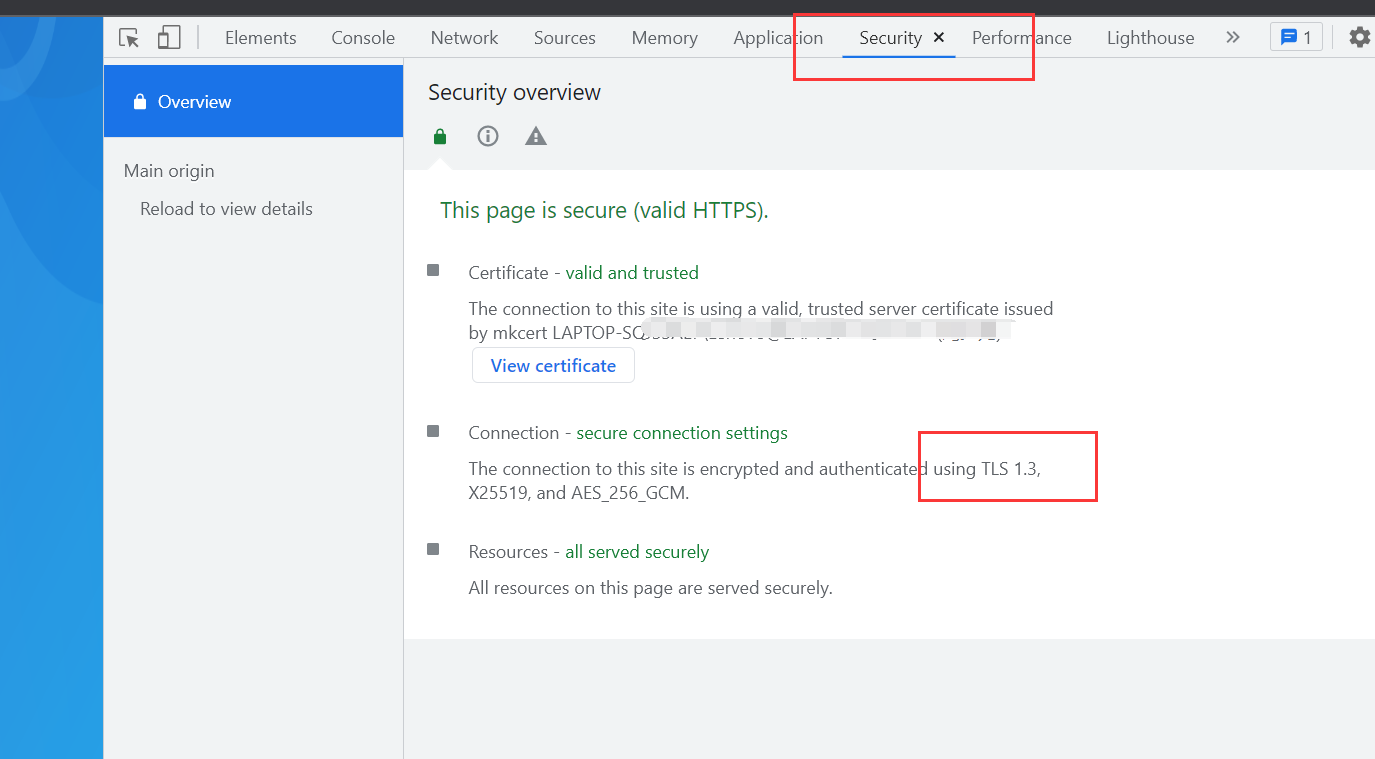 Elements Console Network Sources Memory Application Security × Performance Lighthouse » 1
Overview
Main origin
Reload to view details
Security overview
This page is secure (valid HTTPS).
Certificate - valid and trusted
The connection to this site is using a valid, trusted server certificate issued
by mkcert
View certificate
Connection - secure connection settings
The connection to this site is encrypted and authenticated using TLS 1.3,
X25519, and AES_256_GCM.
Resources - all served securely
All resources on this page are served securely.